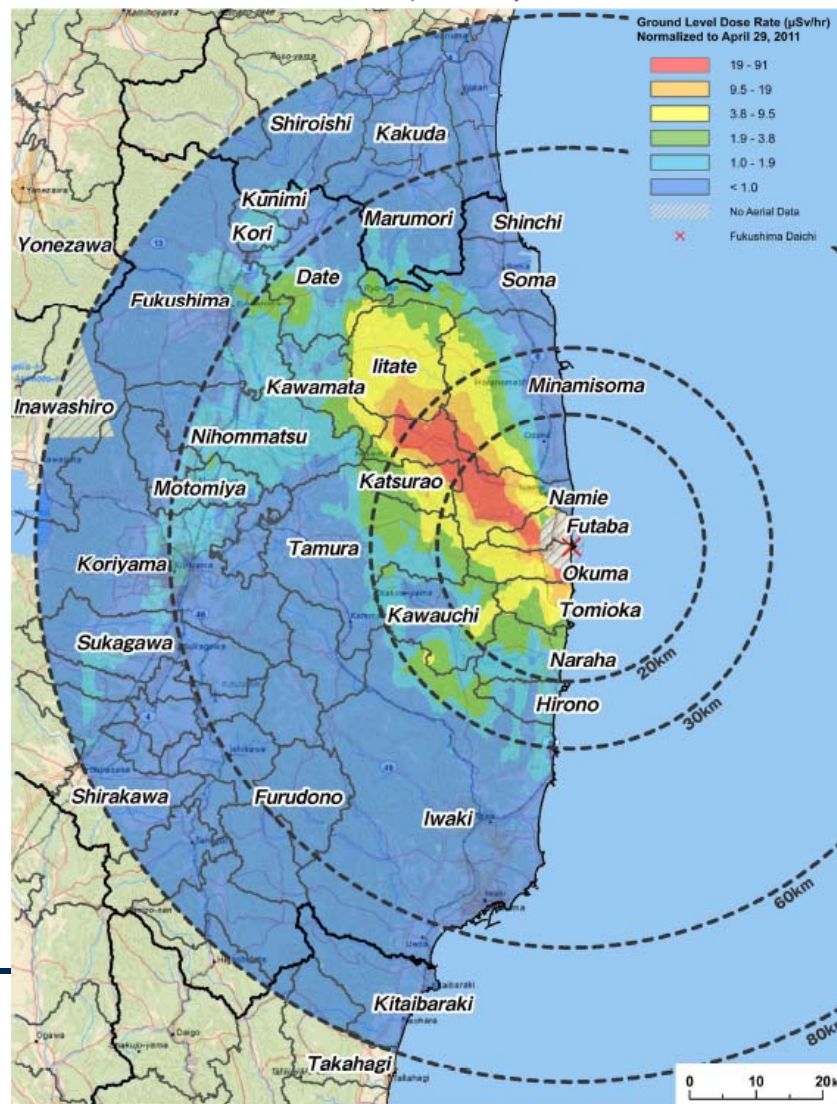 Ground Level Dose Rate (µSv/hr)
Normalized to April 29, 2011
19 - 91
9.5 - 19
3.8 - 9.5
1.9 - 3.8
1.0 - 1.9
< 1.0
No Aerial Data
Fukushima Daichi
Shiroishi
Kakuda
Kunimi
Marumori
Shinchi
Yonezawa
Kori
Date
Soma
Fukushima
Iitate
Kawamata
Minamisoma
Inawashiro
Nihommatsu
Motomiya
Katsurao
Namie
Futaba
Tamura
Koriyama
Okuma
Kawauchi
Tomioka
Sukagawa
Naraha
20km
Hirono
30km
Shirakawa
Furudono
Iwaki
60km
Kitaibaraki
80km
Takahagi
0 10 20k